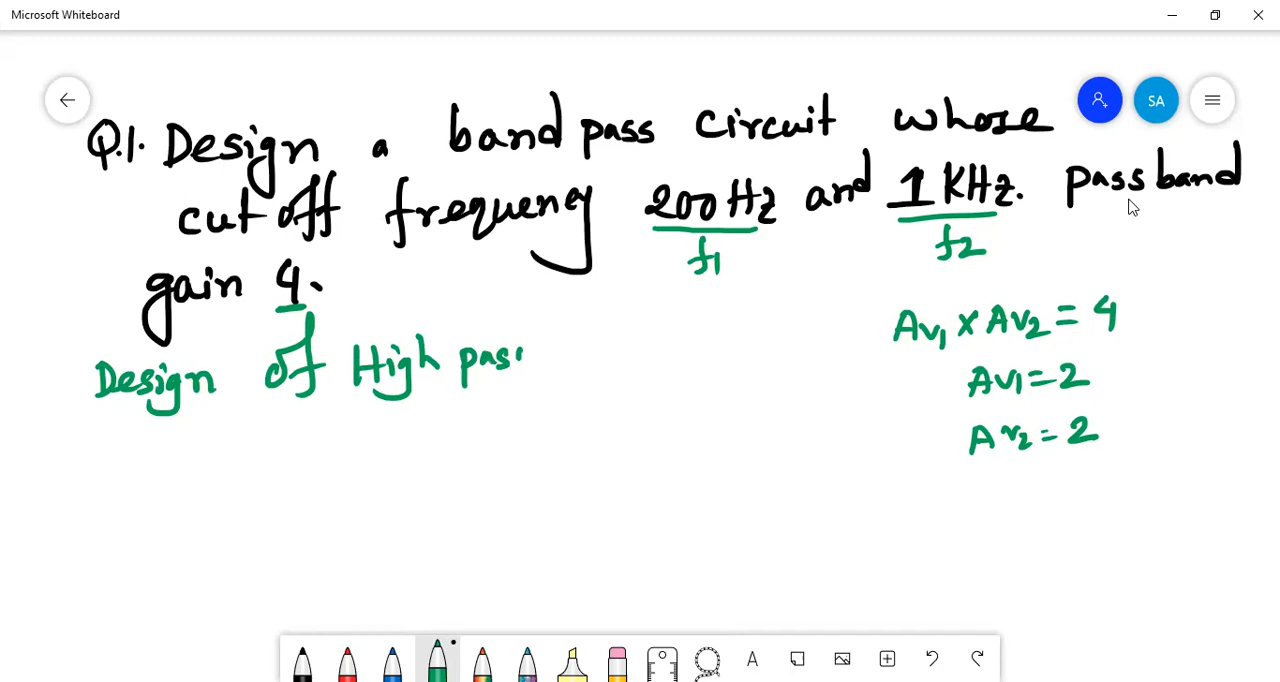 Microsoft Whiteboard
SA
Q.1. Design a band pass circuit whose
cut off frequency 200 Hz and 1 KHz. Pass band
f1 f2
gain 4.
Av1 x Av2 = 4
Design of High pass
Av1 = 2
Av2 = 2
A